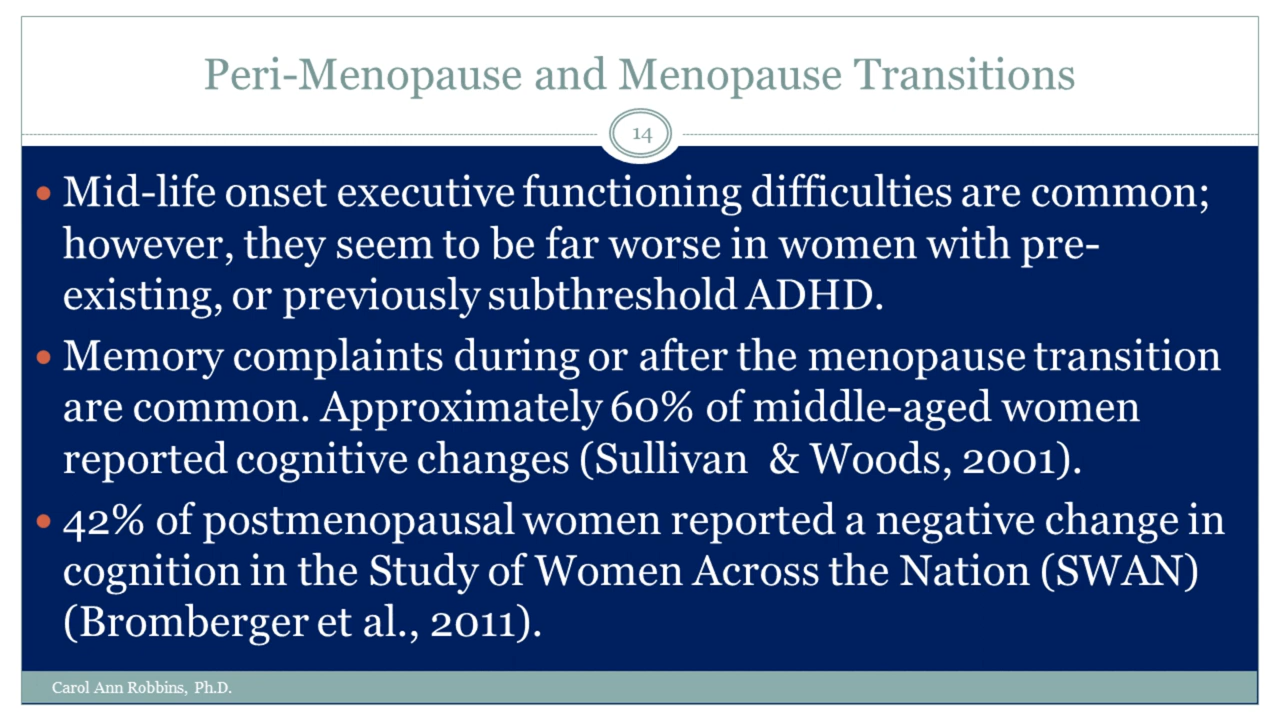 Peri-Menopause and Menopause Transitions
14
• Mid-life onset executive functioning difficulties are common;
however, they seem to be far worse in women with pre-
existing, or previously subthreshold ADHD.
• Memory complaints during or after the menopause transition
are common. Approximately 60% of middle-aged women
reported cognitive changes (Sullivan & Woods, 2001).
• 42% of postmenopausal women reported a negative change in
cognition in the Study of Women Across the Nation (SWAN)
(Bromberger et al., 2011).
Carol Ann Robbins, Ph.D.